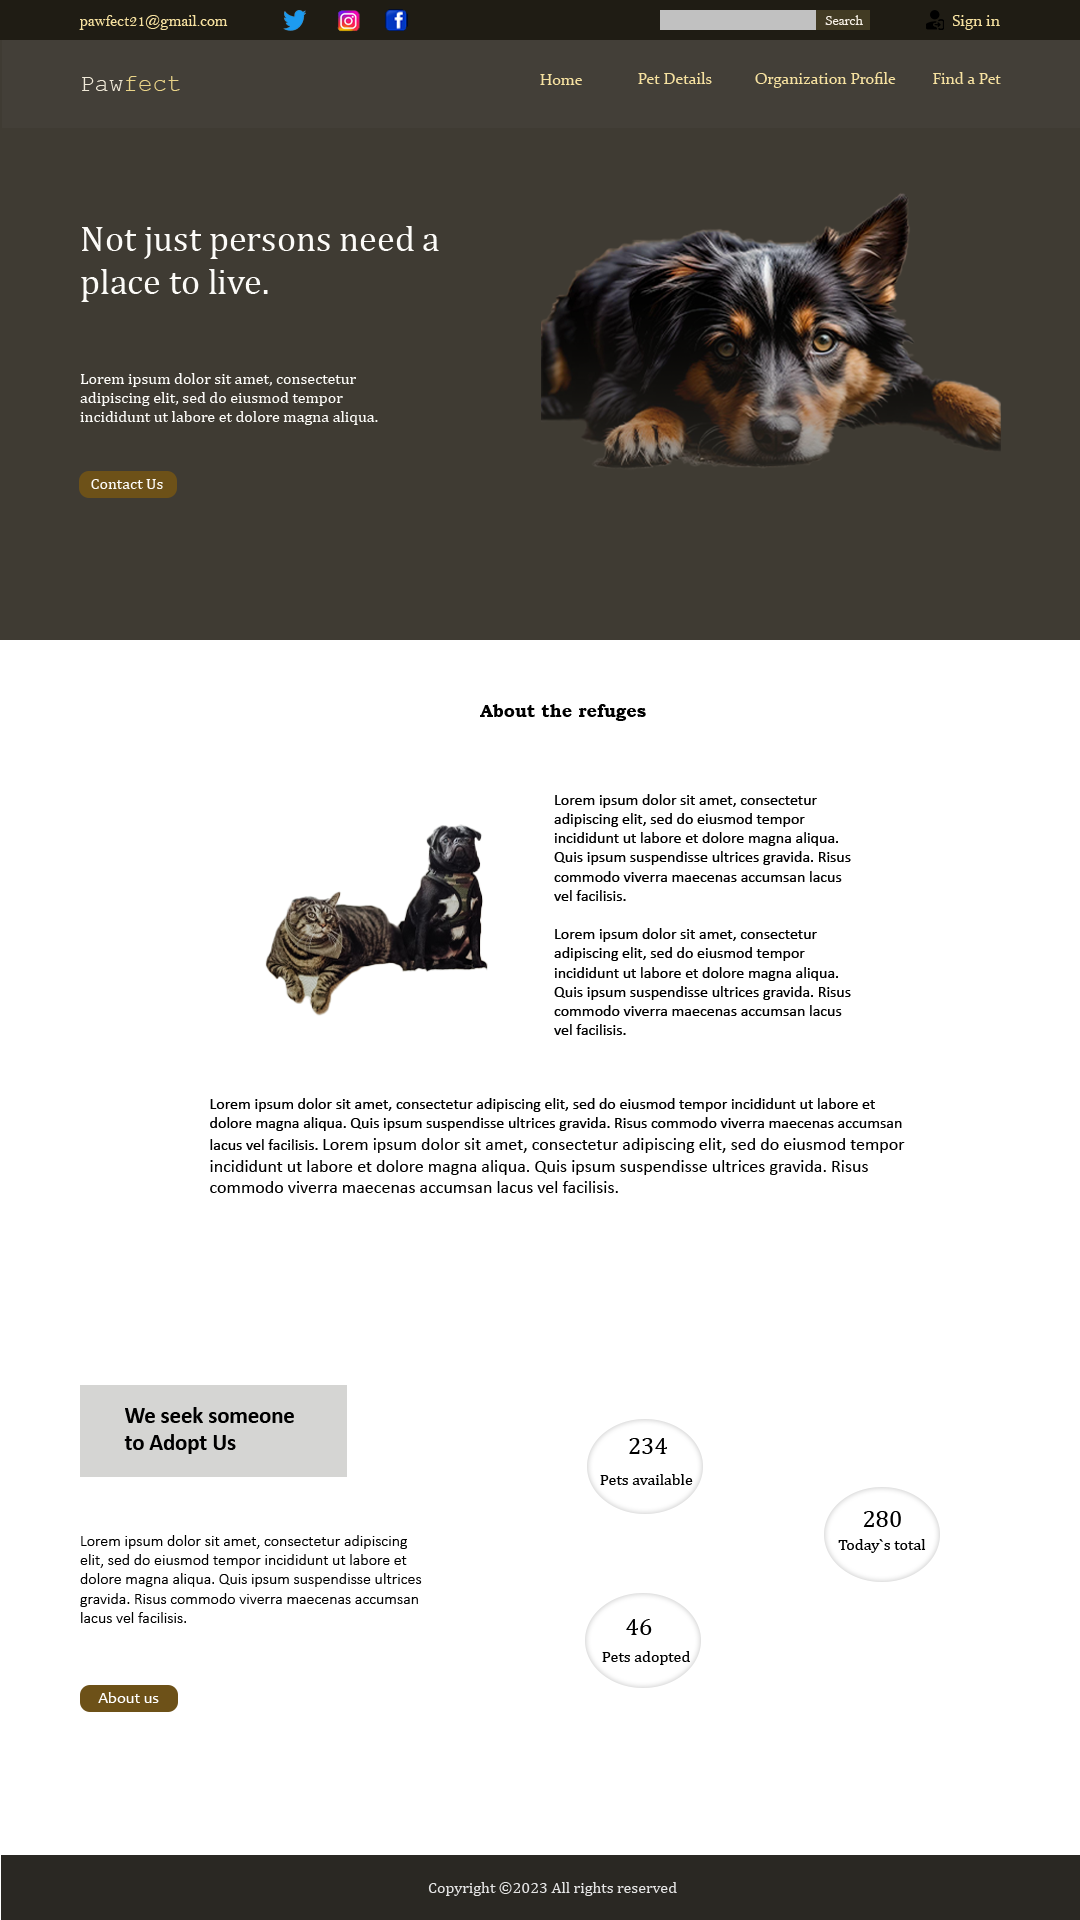 pawfect21@gmail.com
Search
Sign in
Pawfect
Home
Pet Details
Organization Profile
Find a Pet
Not just persons need a
place to live.
Lorem ipsum dolor sit amet, consectetur
adipiscing elit, sed do eiusmod tempor
incididunt ut labore et dolore magna aliqua.
Contact Us
About the refuges
Lorem ipsum dolor sit amet, consectetur
adipiscing elit, sed do eiusmod tempor
incididunt ut labore et dolore magna aliqua.
Quis ipsum suspendisse ultrices gravida. Risus
commodo viverra maecenas accumsan lacus
vel facilisis.
Lorem ipsum dolor sit amet, consectetur
adipiscing elit, sed do eiusmod tempor
incididunt ut labore et dolore magna aliqua.
Quis ipsum suspendisse ultrices gravida. Risus
commodo viverra maecenas accumsan lacus
vel facilisis.
Lorem ipsum dolor sit amet, consectetur adipiscing elit, sed do eiusmod tempor incididunt ut labore et
dolore magna aliqua. Quis ipsum suspendisse ultrices gravida. Risus commodo viverra maecenas accumsan
lacus vel facilisis. Lorem ipsum dolor sit amet, consectetur adipiscing elit, sed do eiusmod tempor
incididunt ut labore et dolore magna aliqua. Quis ipsum suspendisse ultrices gravida. Risus
commodo viverra maecenas accumsan lacus vel facilisis.
We seek someone
to Adopt Us
Lorem ipsum dolor sit amet, consectetur adipiscing
elit, sed do eiusmod tempor incididunt ut labore et
dolore magna aliqua. Quis ipsum suspendisse ultrices
gravida. Risus commodo viverra maecenas accumsan
lacus vel facilisis.
About us
234
Pets available
280
Today`s total
46
Pets adopted
Copyright ©2023 All rights reserved